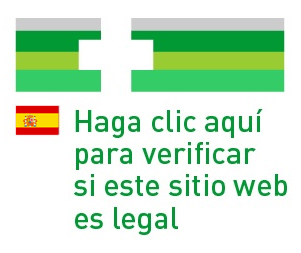 Haga clic aquí
para verificar
si este sitio web
es legal